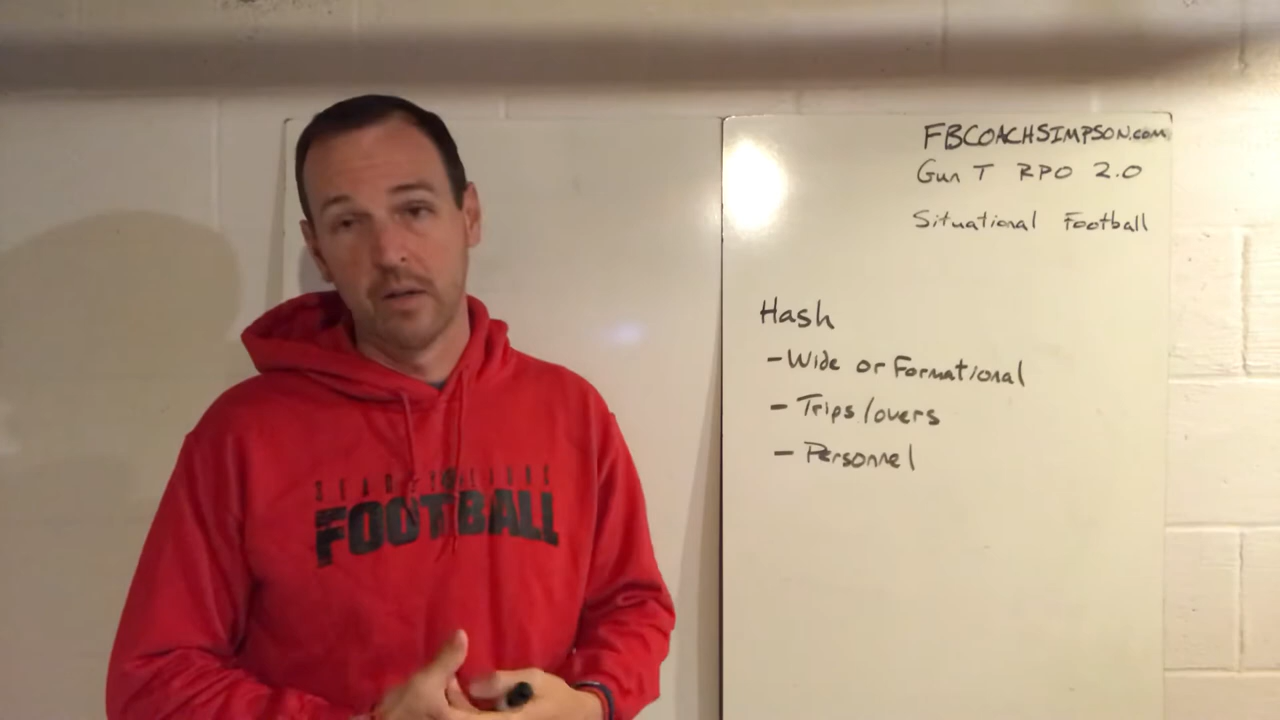 FBCOACHSIMPSON.com
Gun T RPO 2.0
Situational Football
Hash
- Wide or Formational
- Trips/overs
- Personnel
FOOTBALL